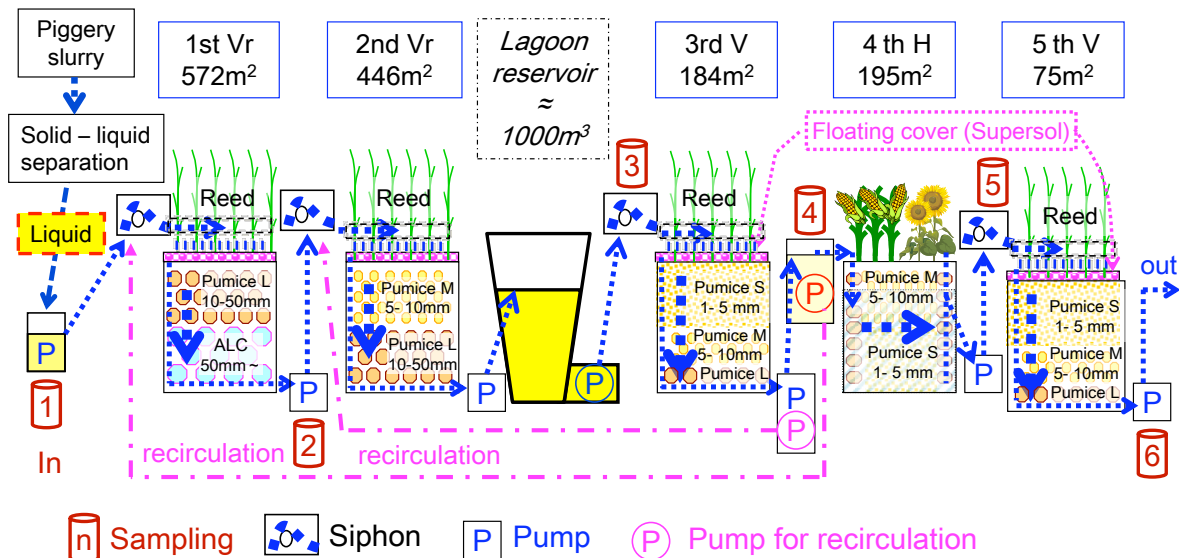 Piggery
slurry
Solid – liquid
separation
Liquid
P
1
In
1st Vr
572m²
Reed
Pumice L
10-50mm
ALC
50mm ~
P
2
recirculation
2nd Vr
446m²
Reed
Pumice M
5- 10mm
Pumice L
10-50mm
P
recirculation
Lagoon
reservoir
≈
1000m³
P
3
3rd V
184m²
Reed
Pumice S
1- 5 mm
Pumice M
5- 10mm
Pumice L
P
P
Floating cover (Supersol)
4
P
4 th H
195m²
Pumice M
5- 10mm
Pumice S
1- 5 mm
P
5
5 th V
75m²
Reed
Pumice S
1- 5 mm
Pumice M
5- 10mm
Pumice L
out
P
6
n Sampling
Siphon
P Pump
P Pump for recirculation